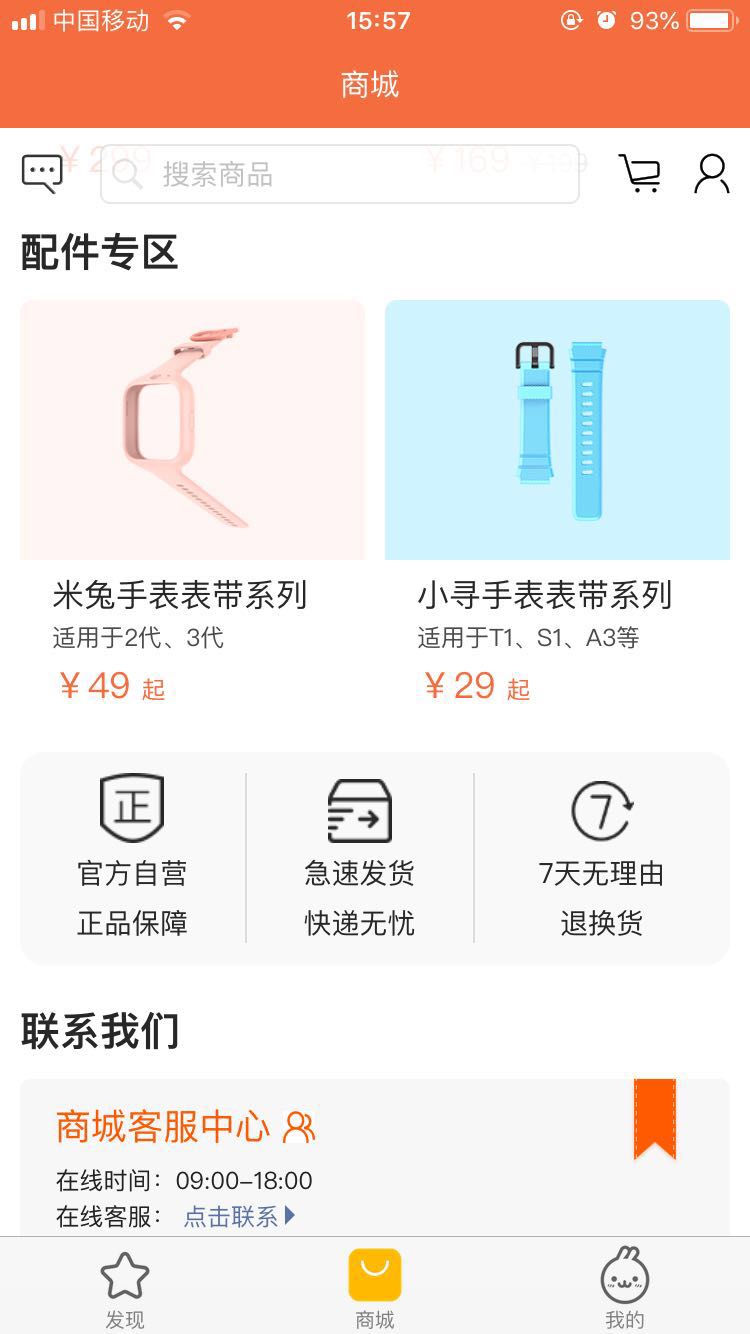 中国移动
15:57
93%
商城
¥209
¥169 ¥199
搜索商品
配件专区
米兔手表表带系列
适用于2代、3代
¥49 起
小寻手表表带系列
适用于T1、S1、A3等
¥29 起
正
官方自营
正品保障
急速发货
快递无忧
7
7天无理由
退换货
联系我们
商城客服中心
在线时间：09:00–18:00
在线客服：点击联系
发现
商城
我的